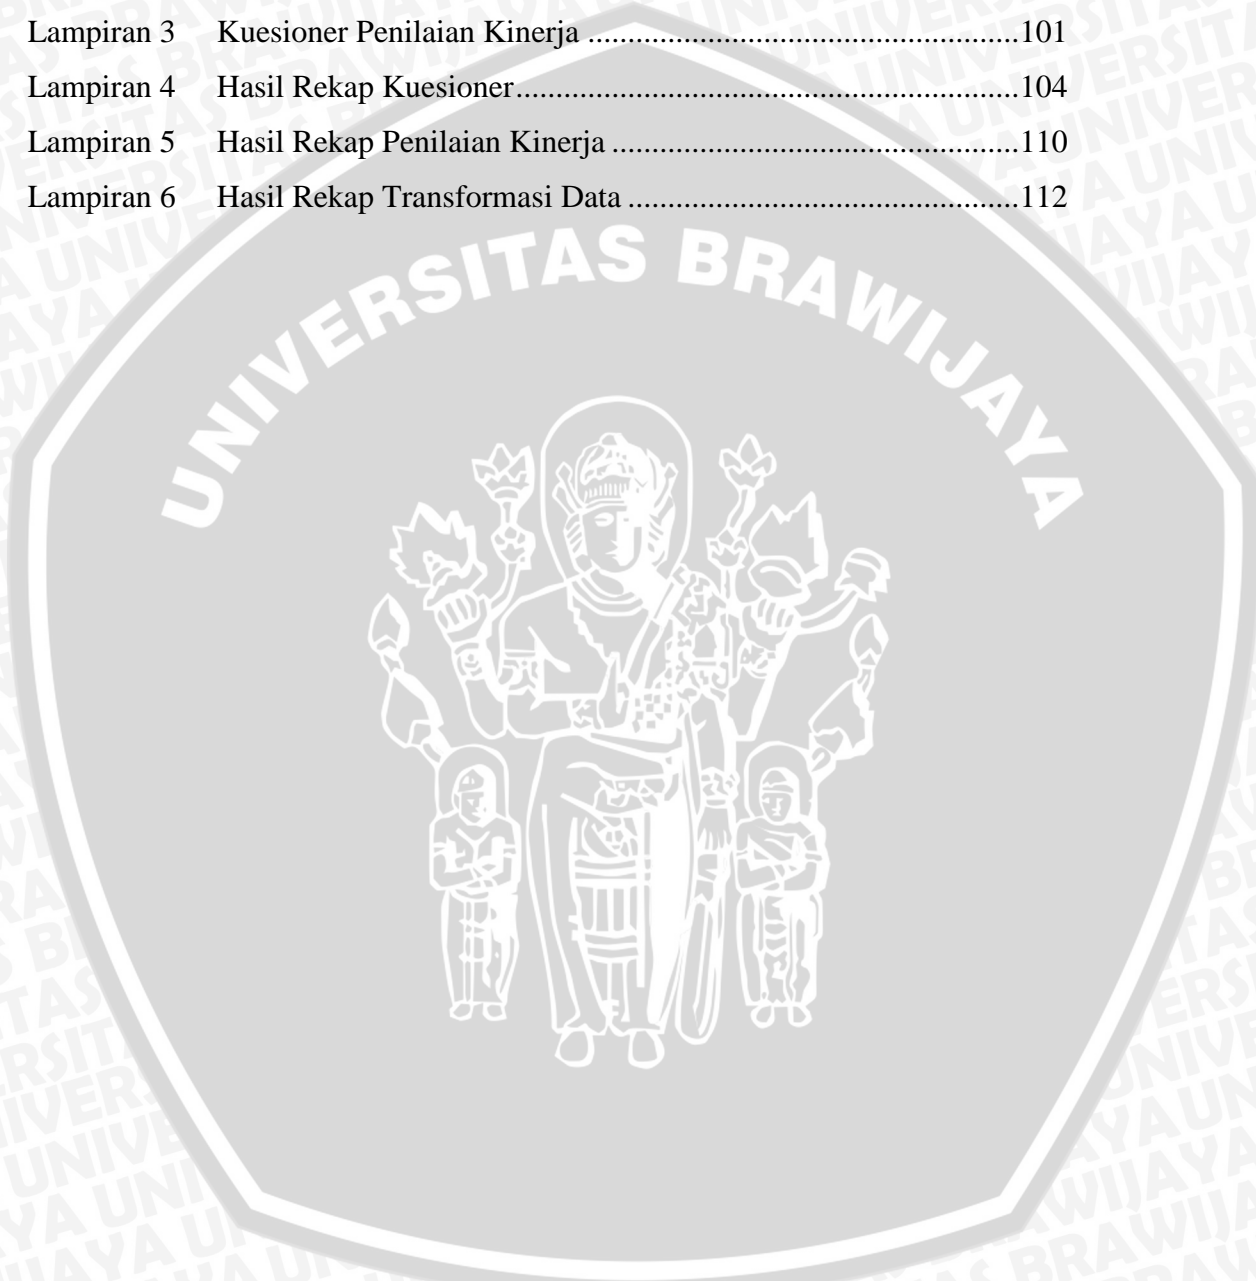 Lampiran 3 Kuesioner Penilaian Kinerja ......................................................101
Lampiran 4 Hasil Rekap Kuesioner...............................................................104
Lampiran 5 Hasil Rekap Penilaian Kinerja ...................................................110
Lampiran 6 Hasil Rekap Transformasi Data .................................................112
UNIVERSITAS BRAWIJAYA